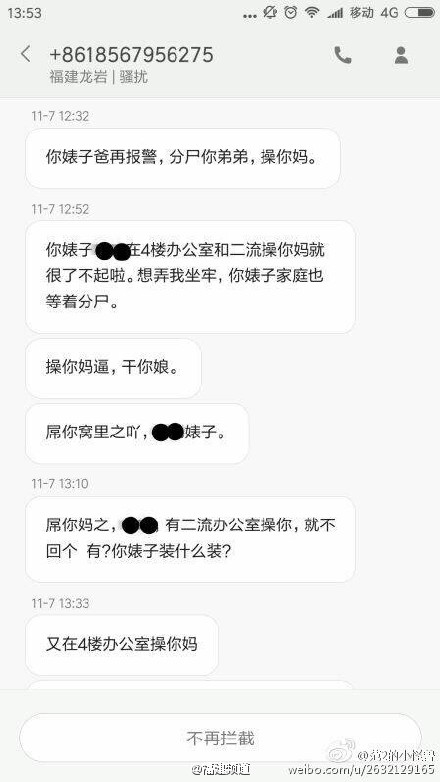 13:53
... 移动 4G
+8618567956275
福建龙岩 | 骚扰
11-7 12:32
你婊子爸再报警，分尸你弟弟，操你妈。
11-7 12:52
你婊子 在4楼办公室和二流操你妈就
很了不起啦。想弄我坐牢，你婊子家庭也
等着分尸。
操你妈逼，干你娘。
屌你窝里之吖， 婊子。
11-7 13:10
屌你妈之， 有二流办公室操你，就不
回个 有?你婊子装什么装?
11-7 13:33
又在4楼办公室操你妈
不再拦截
@福建频道
weibo.com/u/2632129165